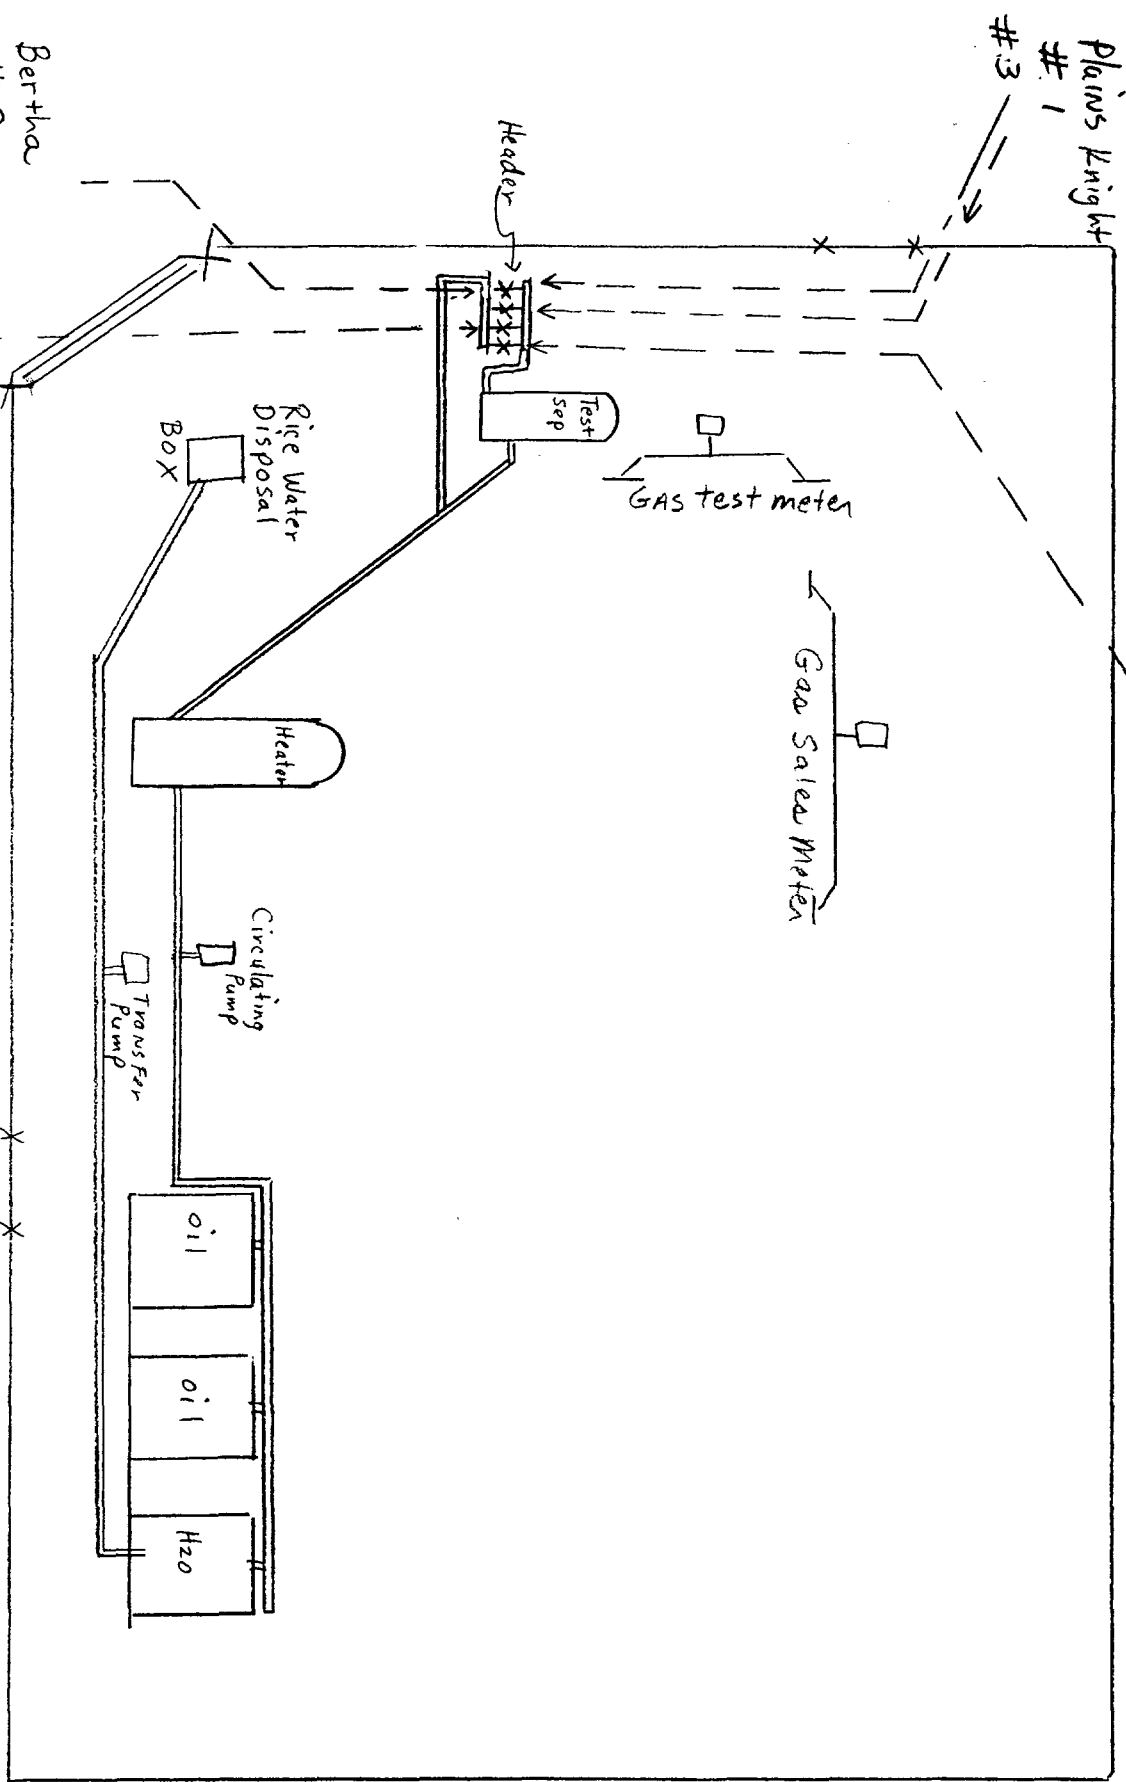 Plains Knight
# 1
#3
Header
Bertha
Test
Sep
GAS test meter
Gas Sales Meter
Rice Water
Disposal
Box
Heater
Circulating
Pump
Transfer
Pump
oil
oil
H2O